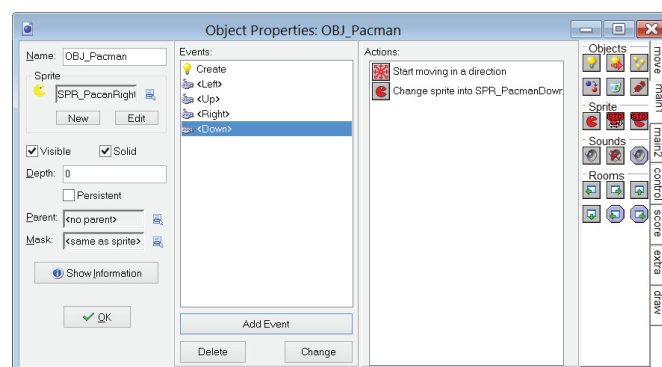 Object Properties: OBJ_Pacman
Name: OBJ_Pacman
Sprite
SPR_PacanRight
New Edit
Visible Solid
Depth: 0
Persistent
Parent: <no parent>
Mask: <same as sprite>
Show Information
OK
Events:
Create
<Left>
<Up>
<Right>
<Down>
Add Event
Delete Change
Actions:
Start moving in a direction
Change sprite into SPR_PacmanDowr
Objects
Sprite
Sounds
Rooms
move
main1
main2
control
score
extra
draw